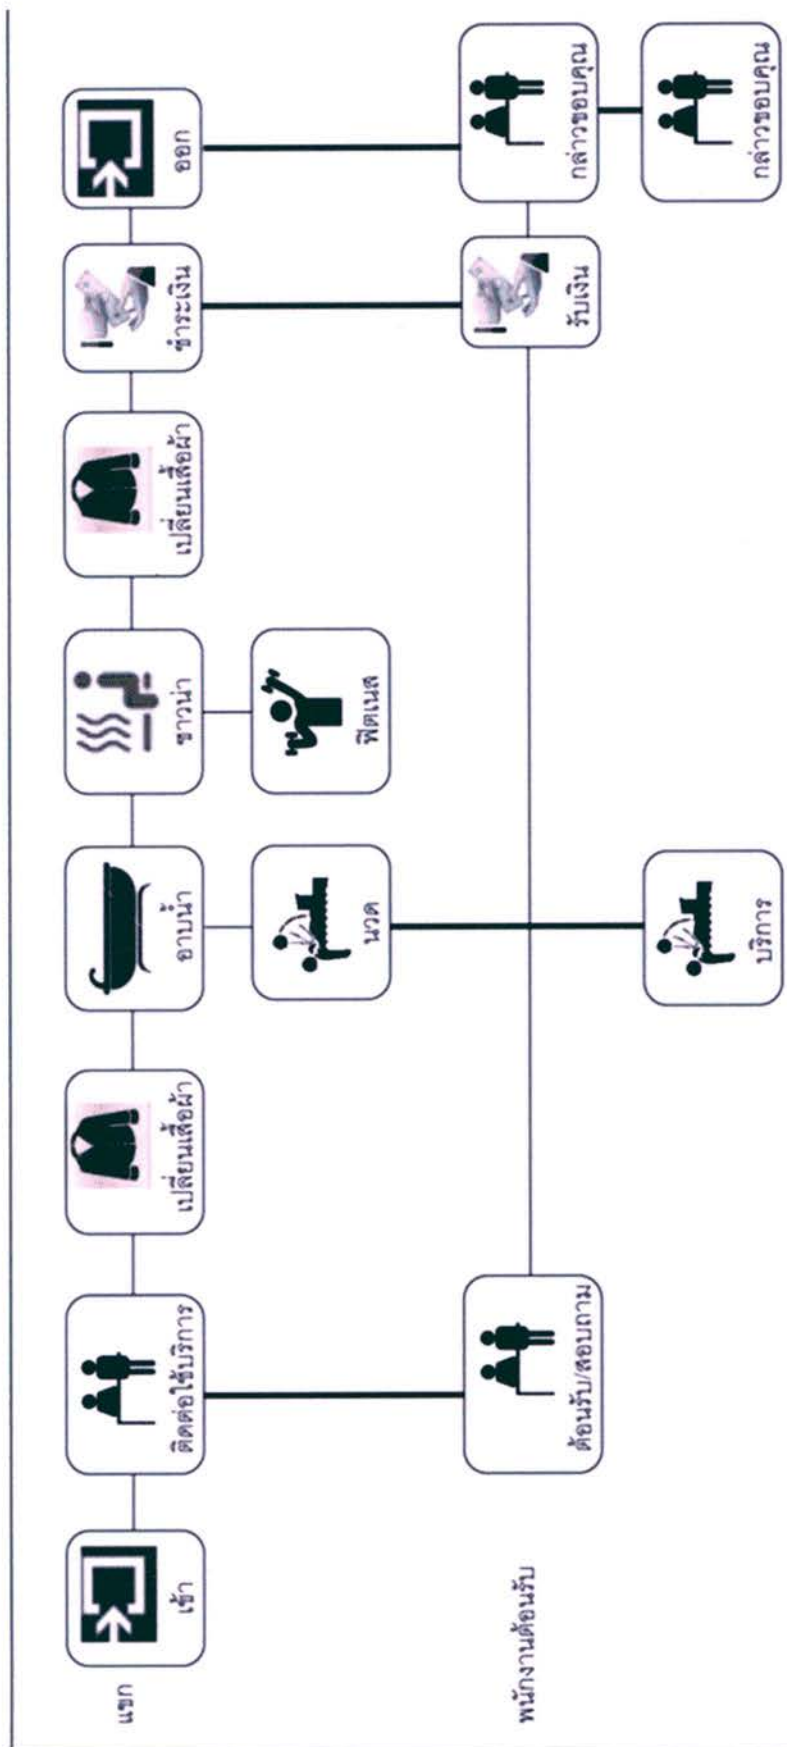 แขก
เข้า
ติดต่อใช้บริการ
เปลี่ยนเสื้อผ้า
อาบน้ำ
ซาวน่า
เปลี่ยนเสื้อผ้า
ชำระเงิน
ออก
นวด
ฟิตเนส
พนักงานต้อนรับ
ต้อนรับ/สอบถาม
รับเงิน
กล่าวขอบคุณ
บริการ
กล่าวขอบคุณ